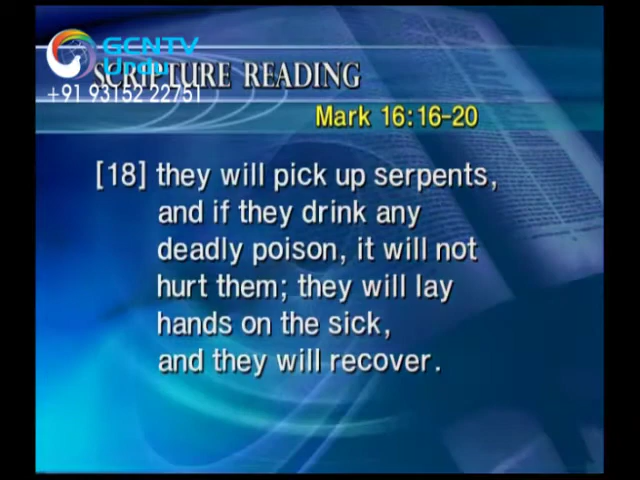 GCNTV
Urdu
SCRIPTURE READING
+91 93152 22751
Mark 16:16-20
[18] they will pick up serpents,
and if they drink any
deadly poison, it will not
hurt them; they will lay
hands on the sick,
and they will recover.